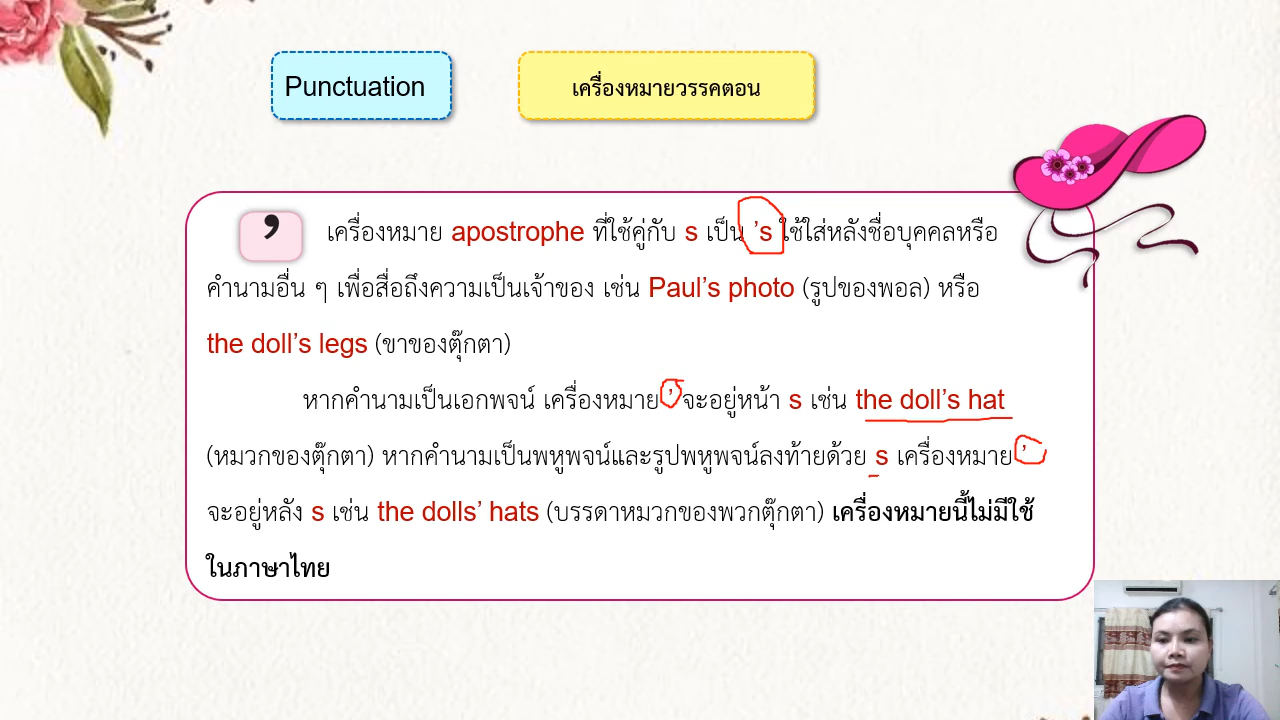 Punctuation
เครื่องหมายวรรคตอน
’ เครื่องหมาย apostrophe ที่ใช้คู่กับ s เป็น ’s ใช้ใส่หลังชื่อบุคคลหรือ
คำนามอื่น ๆ เพื่อสื่อถึงความเป็นเจ้าของ เช่น Paul’s photo (รูปของพอล) หรือ
the doll’s legs (ขาของตุ๊กตา)
หากคำนามเป็นเอกพจน์ เครื่องหมาย ’ จะอยู่หน้า s เช่น the doll’s hat
(หมวกของตุ๊กตา) หากคำนามเป็นพหูพจน์และรูปพหูพจน์ลงท้ายด้วย s เครื่องหมาย ’
จะอยู่หลัง s เช่น the dolls’ hats (บรรดาหมวกของพวกตุ๊กตา) เครื่องหมายนี้ไม่มีใช้
ในภาษาไทย